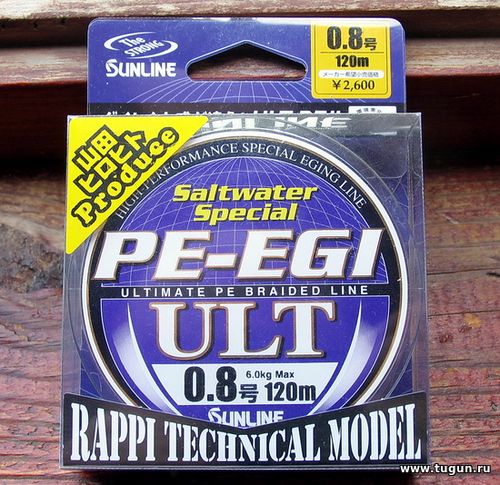 The STRONG
SUNLINE
0.8号
120m
メーカー希望小売価格
¥2,600
山田
ヒロヒト
Produce
HIGH PERFORMANCE SPECIAL EGING LINE
Saltwater
Special
PE-EGI
ULTIMATE PE BRAIDED LINE
ULT
6.0kg Max
0.8号 120m
SUNLINE
RAPPI TECHNICAL MODEL
www.tugun.ru